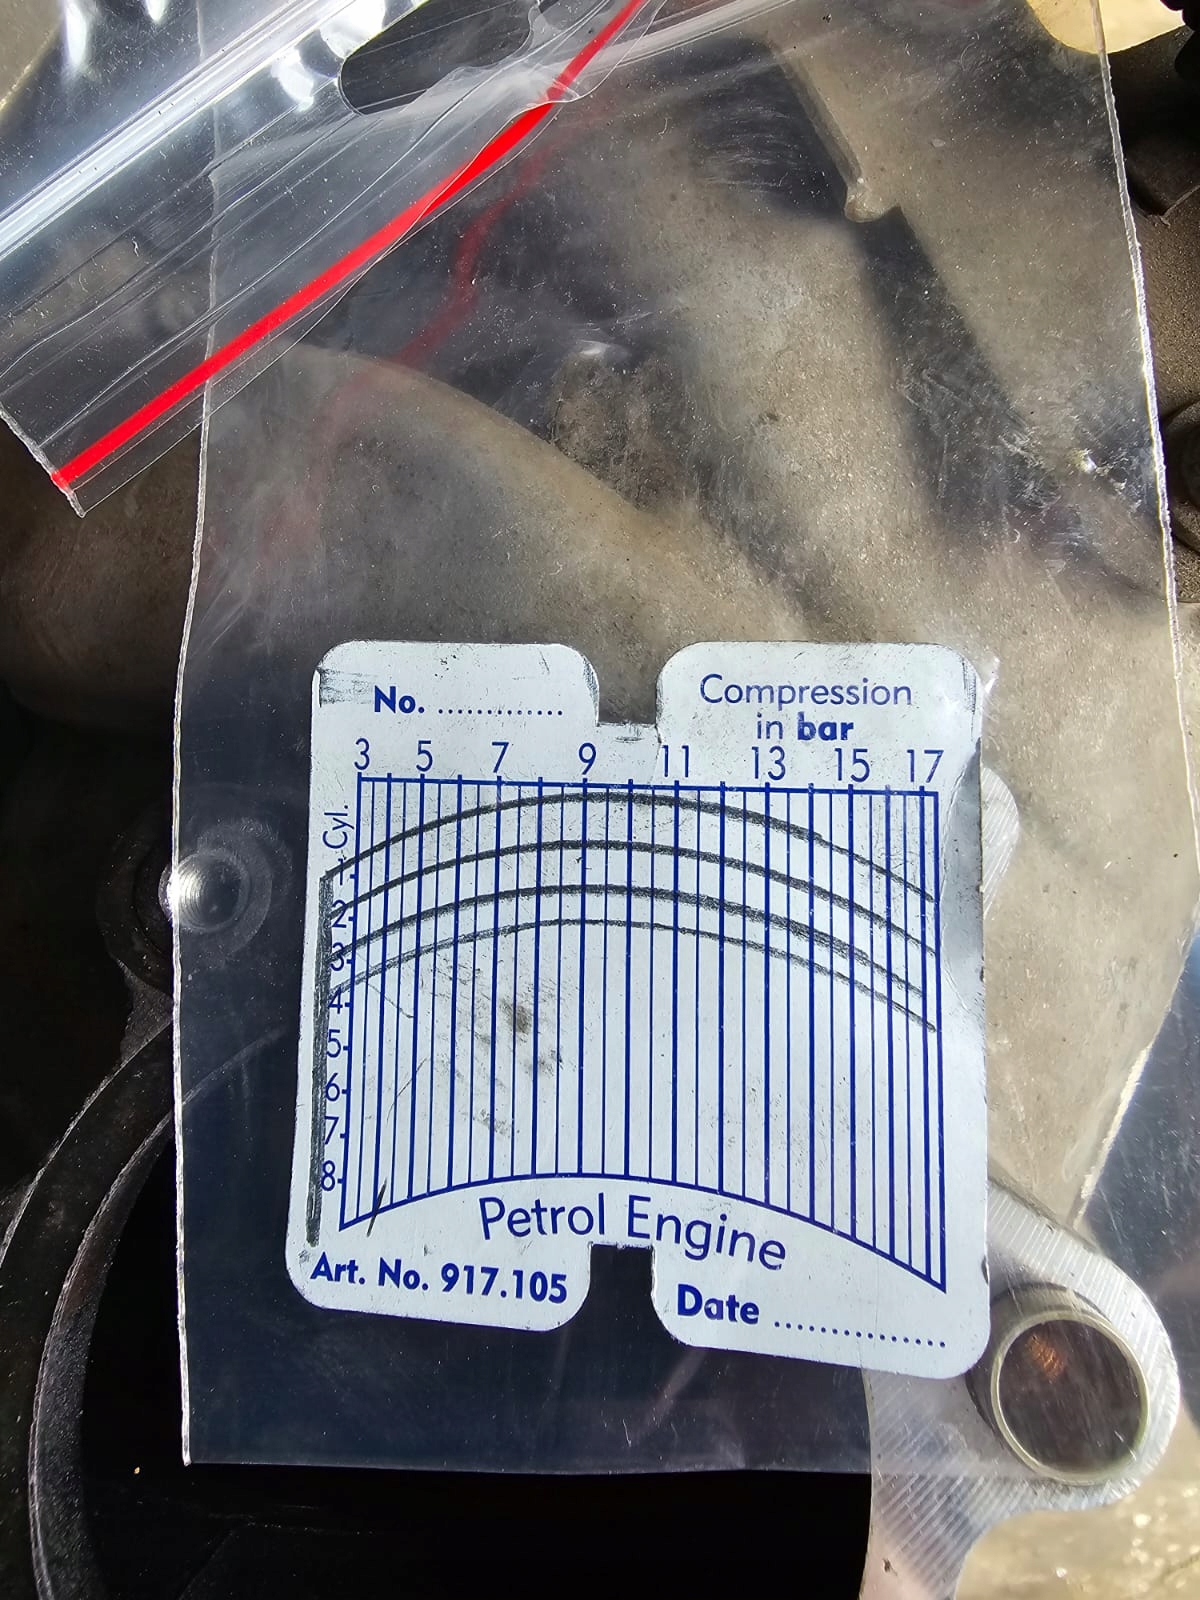 No. .............
Compression
in bar
3 5 7 9 11 13 15 17
Cyl.
1
2
3
4
5
6
7
8
Petrol Engine
Art. No. 917.105
Date ...............